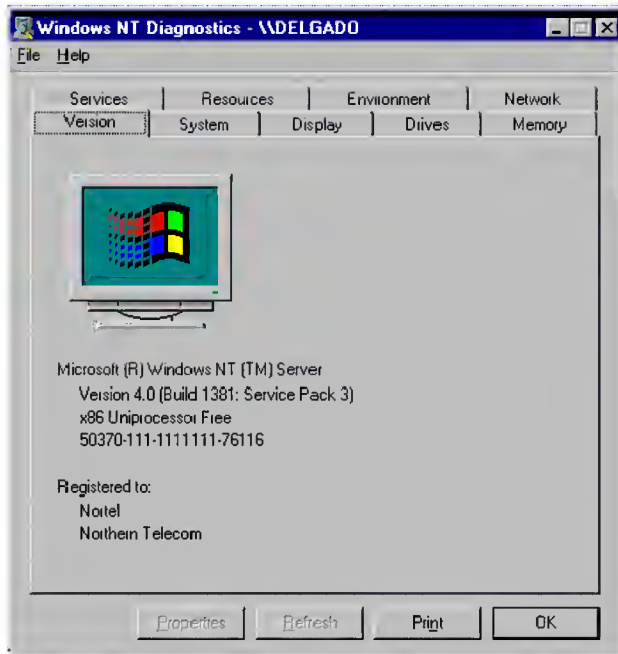 Windows NT Diagnostics - \\DELGADO
File Help
Services Resources Environment Network
Version System Display Drives Memory
Microsoft (R) Windows NT (TM) Server
Version 4.0 (Build 1381: Service Pack 3)
x86 Uniprocessor Free
50370-111-1111111-76116
Registered to:
Nortel
Northern Telecom
Properties Refresh Print OK